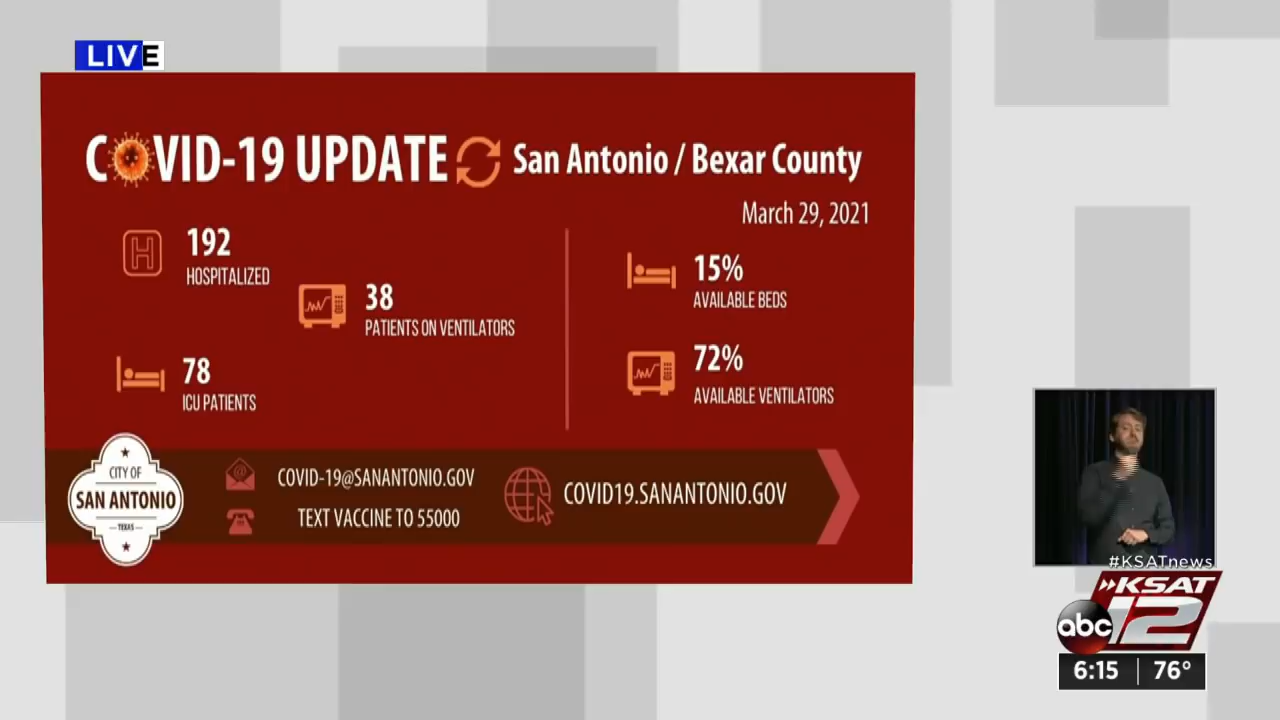 LIVE
COVID-19 UPDATE
San Antonio / Bexar County
March 29, 2021
192
HOSPITALIZED
38
PATIENTS ON VENTILATORS
78
ICU PATIENTS
15%
AVAILABLE BEDS
72%
AVAILABLE VENTILATORS
CITY OF
SAN ANTONIO
TEXAS
COVID-19@SANANTONIO.GOV
TEXT VACCINE TO 55000
COVID19.SANANTONIO.GOV
#KSATnews
KSAT
abc 12
6:15 76°